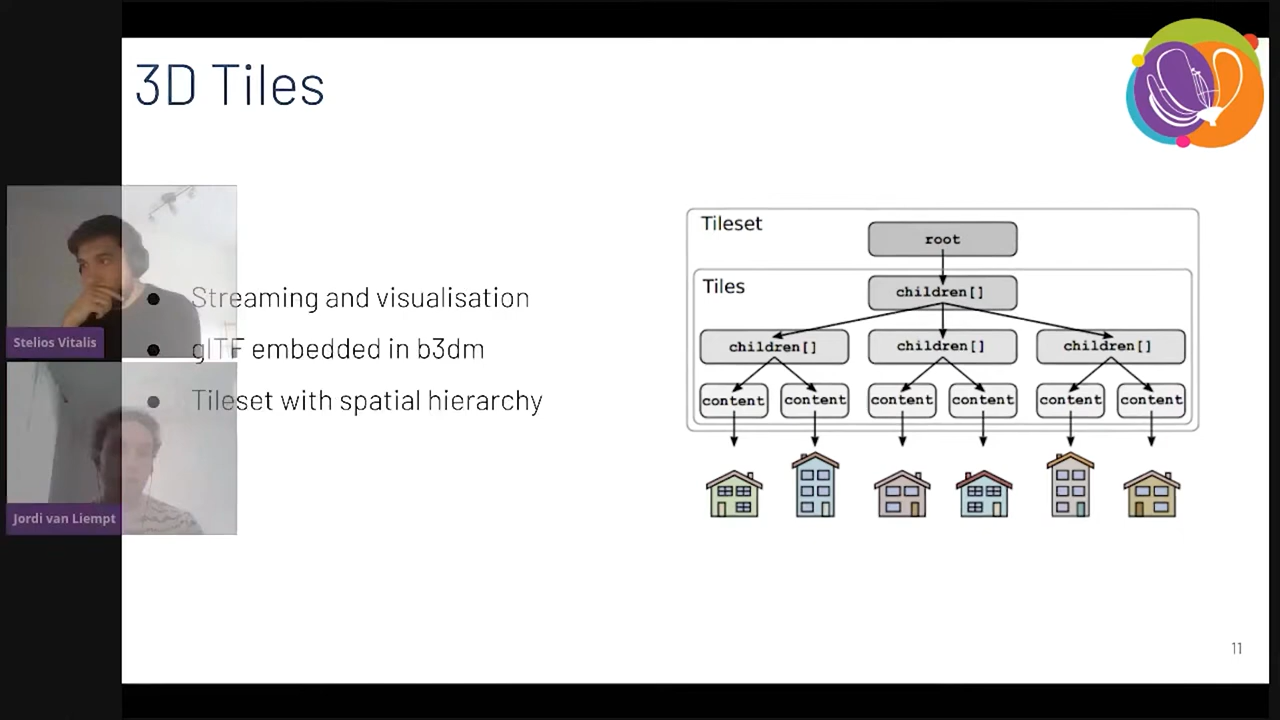 3D Tiles
Stelios Vitalis
Jordi van Liempt
Streaming and visualisation
glTF embedded in b3dm
Tileset with spatial hierarchy
Tileset
root
Tiles
children[]
children[] children[] children[]
content content content content content content
11